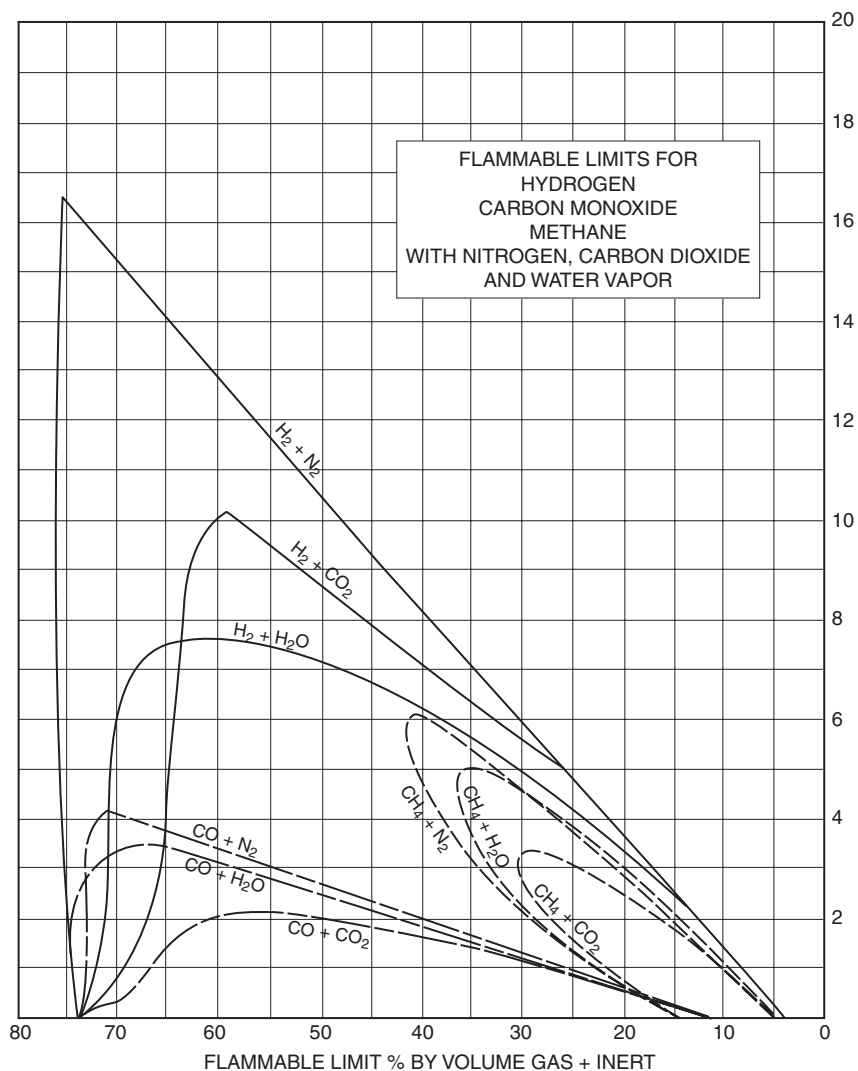 20
18
FLAMMABLE LIMITS FOR
HYDROGEN
CARBON MONOXIDE
METHANE
WITH NITROGEN, CARBON DIOXIDE
AND WATER VAPOR
16
14
12
H2 + N2
10
H2 + CO2
8
H2 + H2O
6
CH4 + N2
CH4 + H2O
4
CO + N2
CO + H2O
CH4 + CO2
CO + CO2
2
80 70 60 50 40 30 20 10 0
FLAMMABLE LIMIT % BY VOLUME GAS + INERT